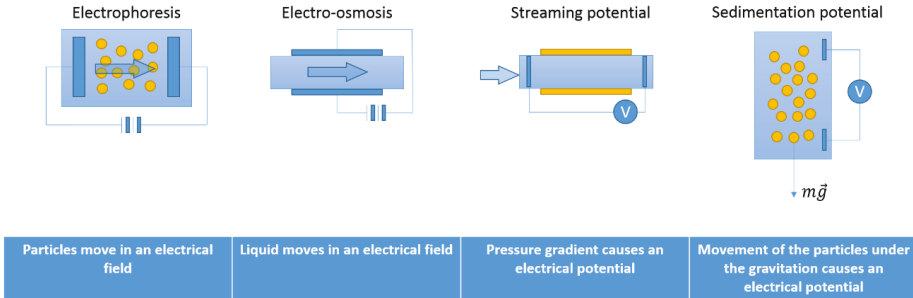 Electrophoresis
Electro-osmosis
Streaming potential
Sedimentation potential
V
V
m\vec{g}
Particles move in an electrical
field
Liquid moves in an electrical field
Pressure gradient causes an
electrical potential
Movement of the particles under
the gravitation causes an
electrical potential